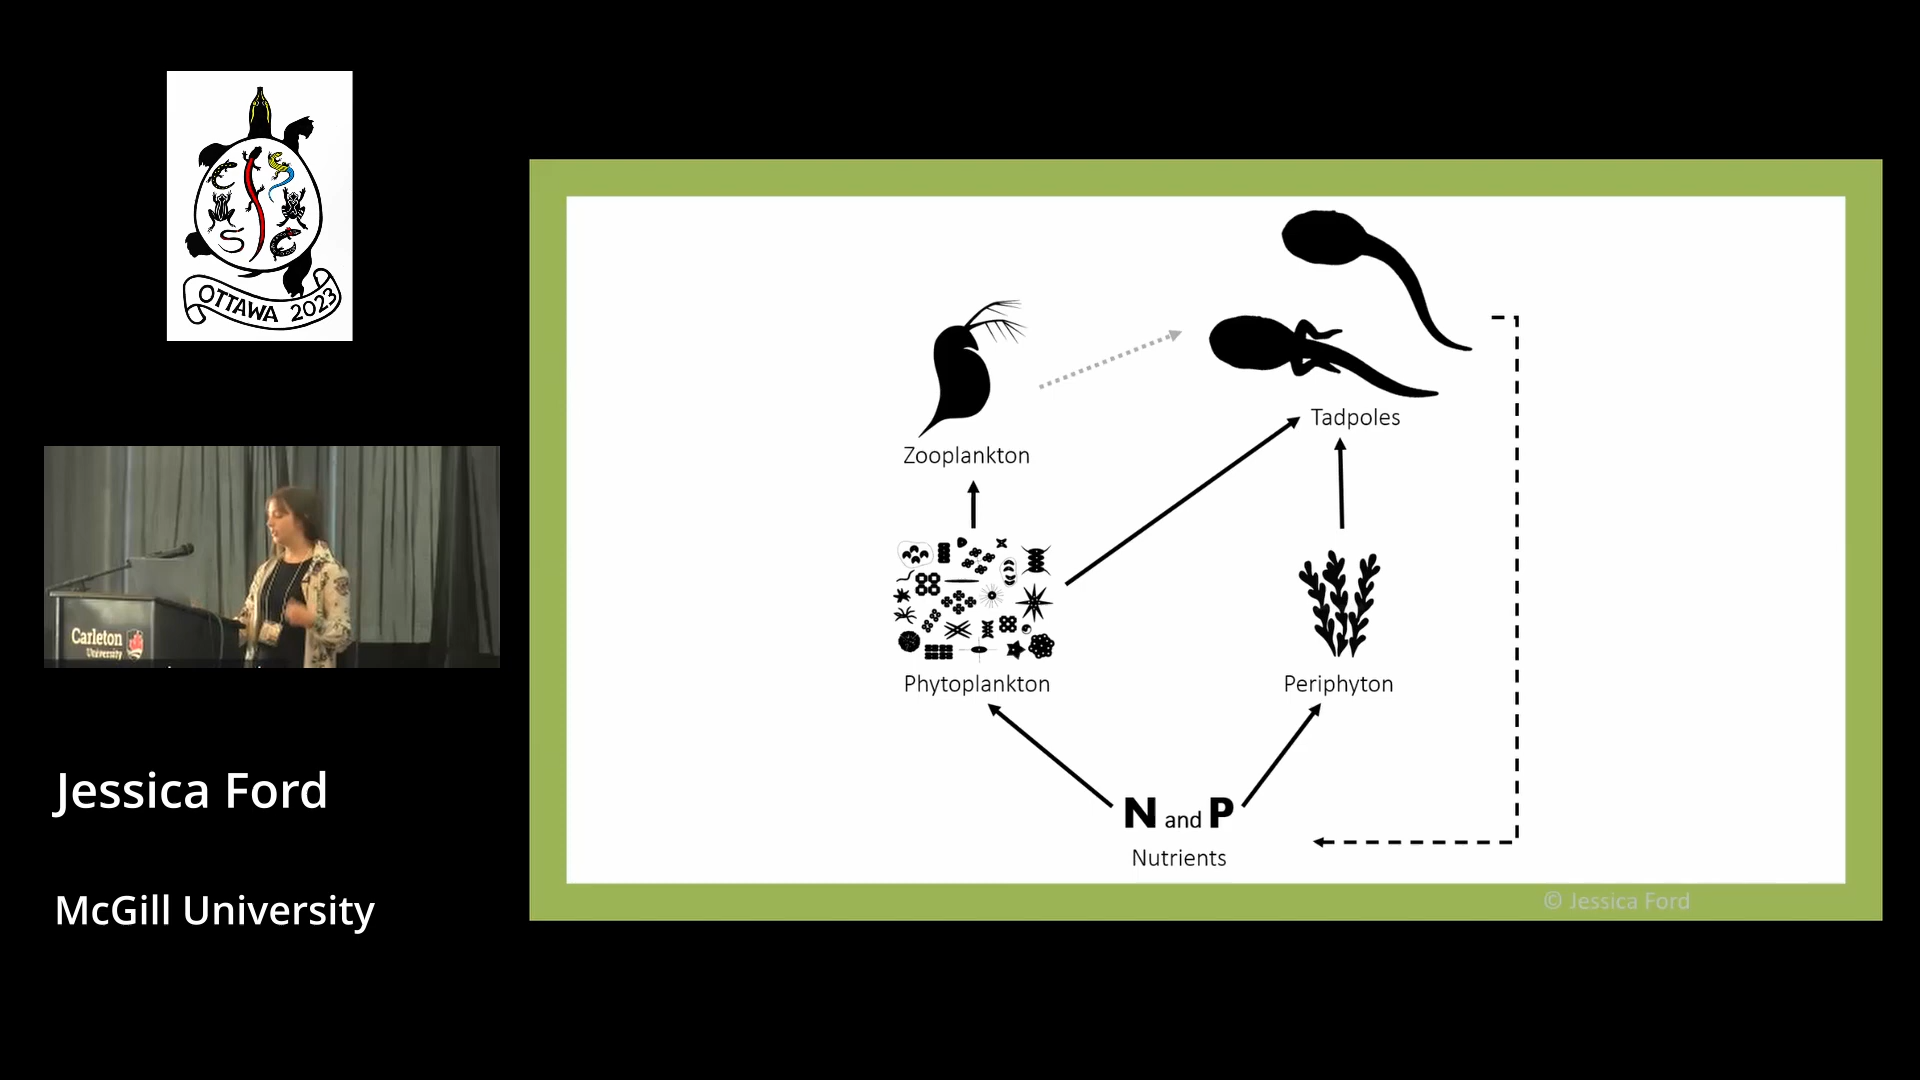 OTTAWA 2023
Carleton
University
Jessica Ford
McGill University
Zooplankton
Tadpoles
Phytoplankton
Periphyton
N and P
Nutrients
© Jessica Ford